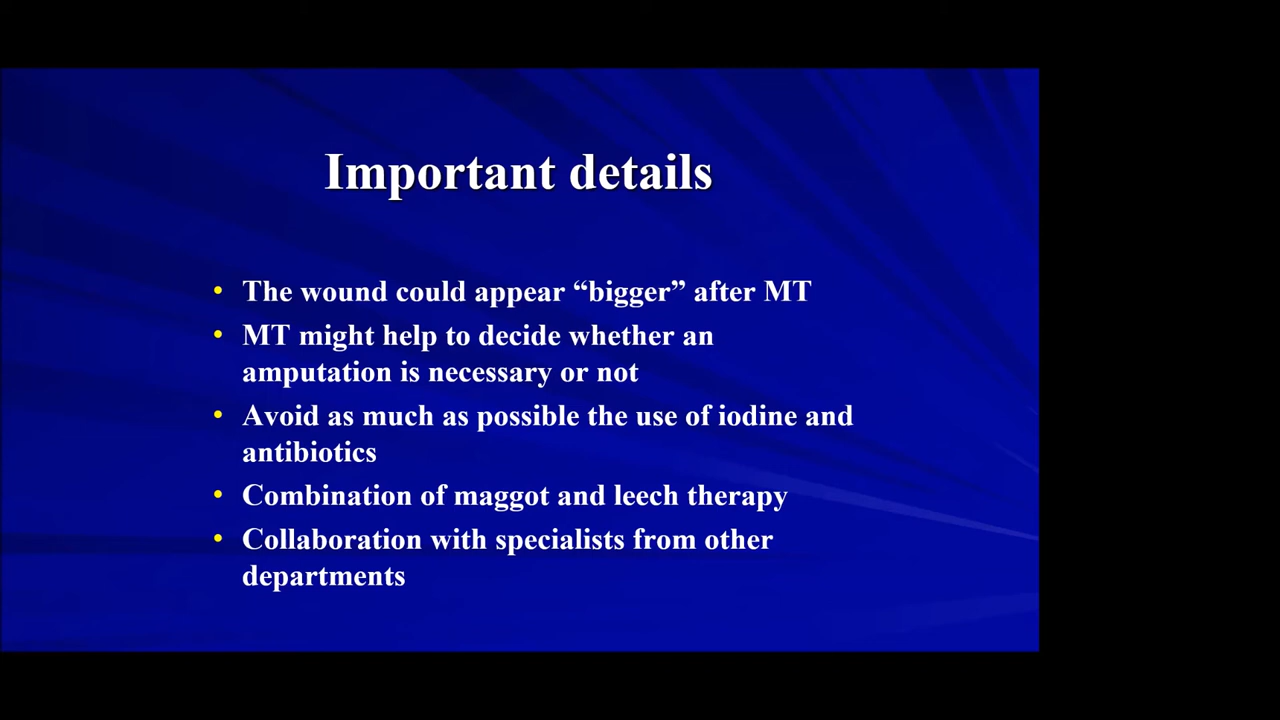 Important details
• The wound could appear “bigger” after MT
• MT might help to decide whether an
amputation is necessary or not
• Avoid as much as possible the use of iodine and
antibiotics
• Combination of maggot and leech therapy
• Collaboration with specialists from other
departments